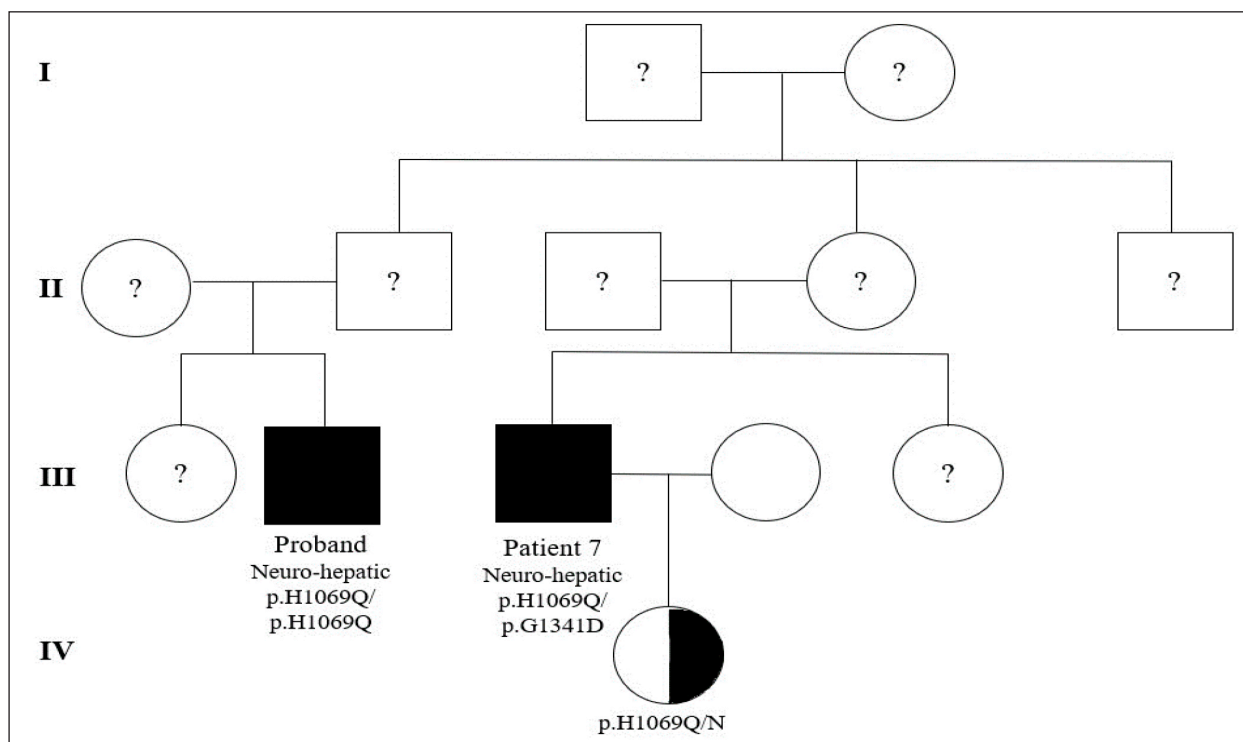 I
?
?
II
?
?
?
?
?
III
?
?
Proband
Neuro-hepatic
p.H1069Q/
p.H1069Q
Patient 7
Neuro-hepatic
p.H1069Q/
p.G1341D
IV
p.H1069Q/N